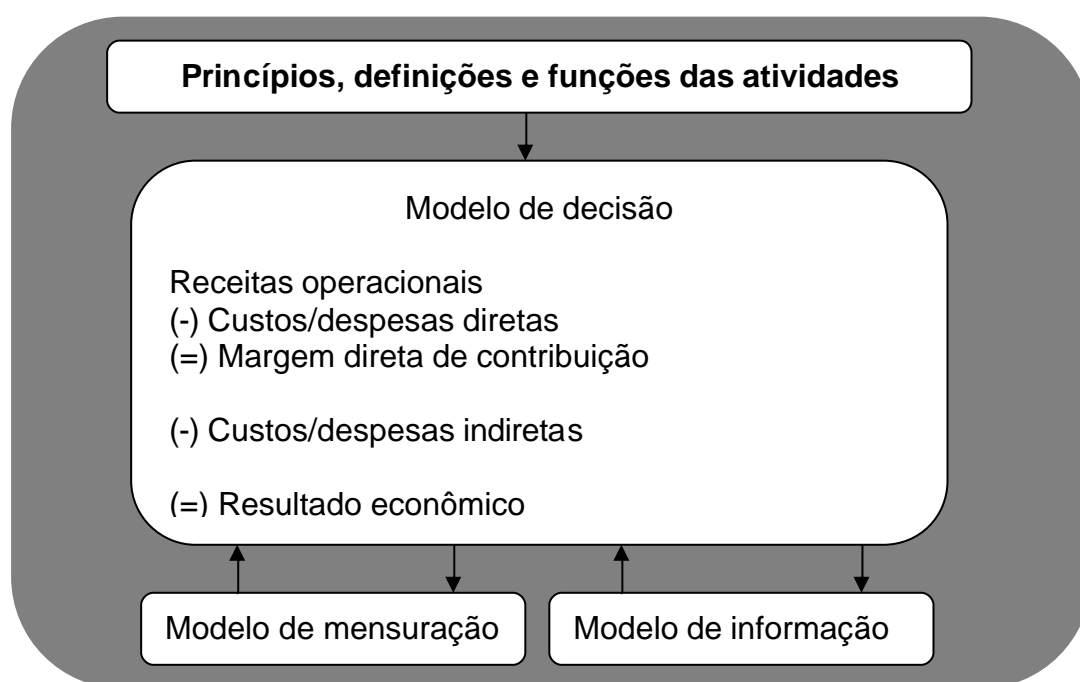 Princípios, definições e funções das atividades
Modelo de decisão
Receitas operacionais
(-) Custos/despesas diretas
(=) Margem direta de contribuição
(-) Custos/despesas indiretas
(=) Resultado econômico
Modelo de mensuração
Modelo de informação